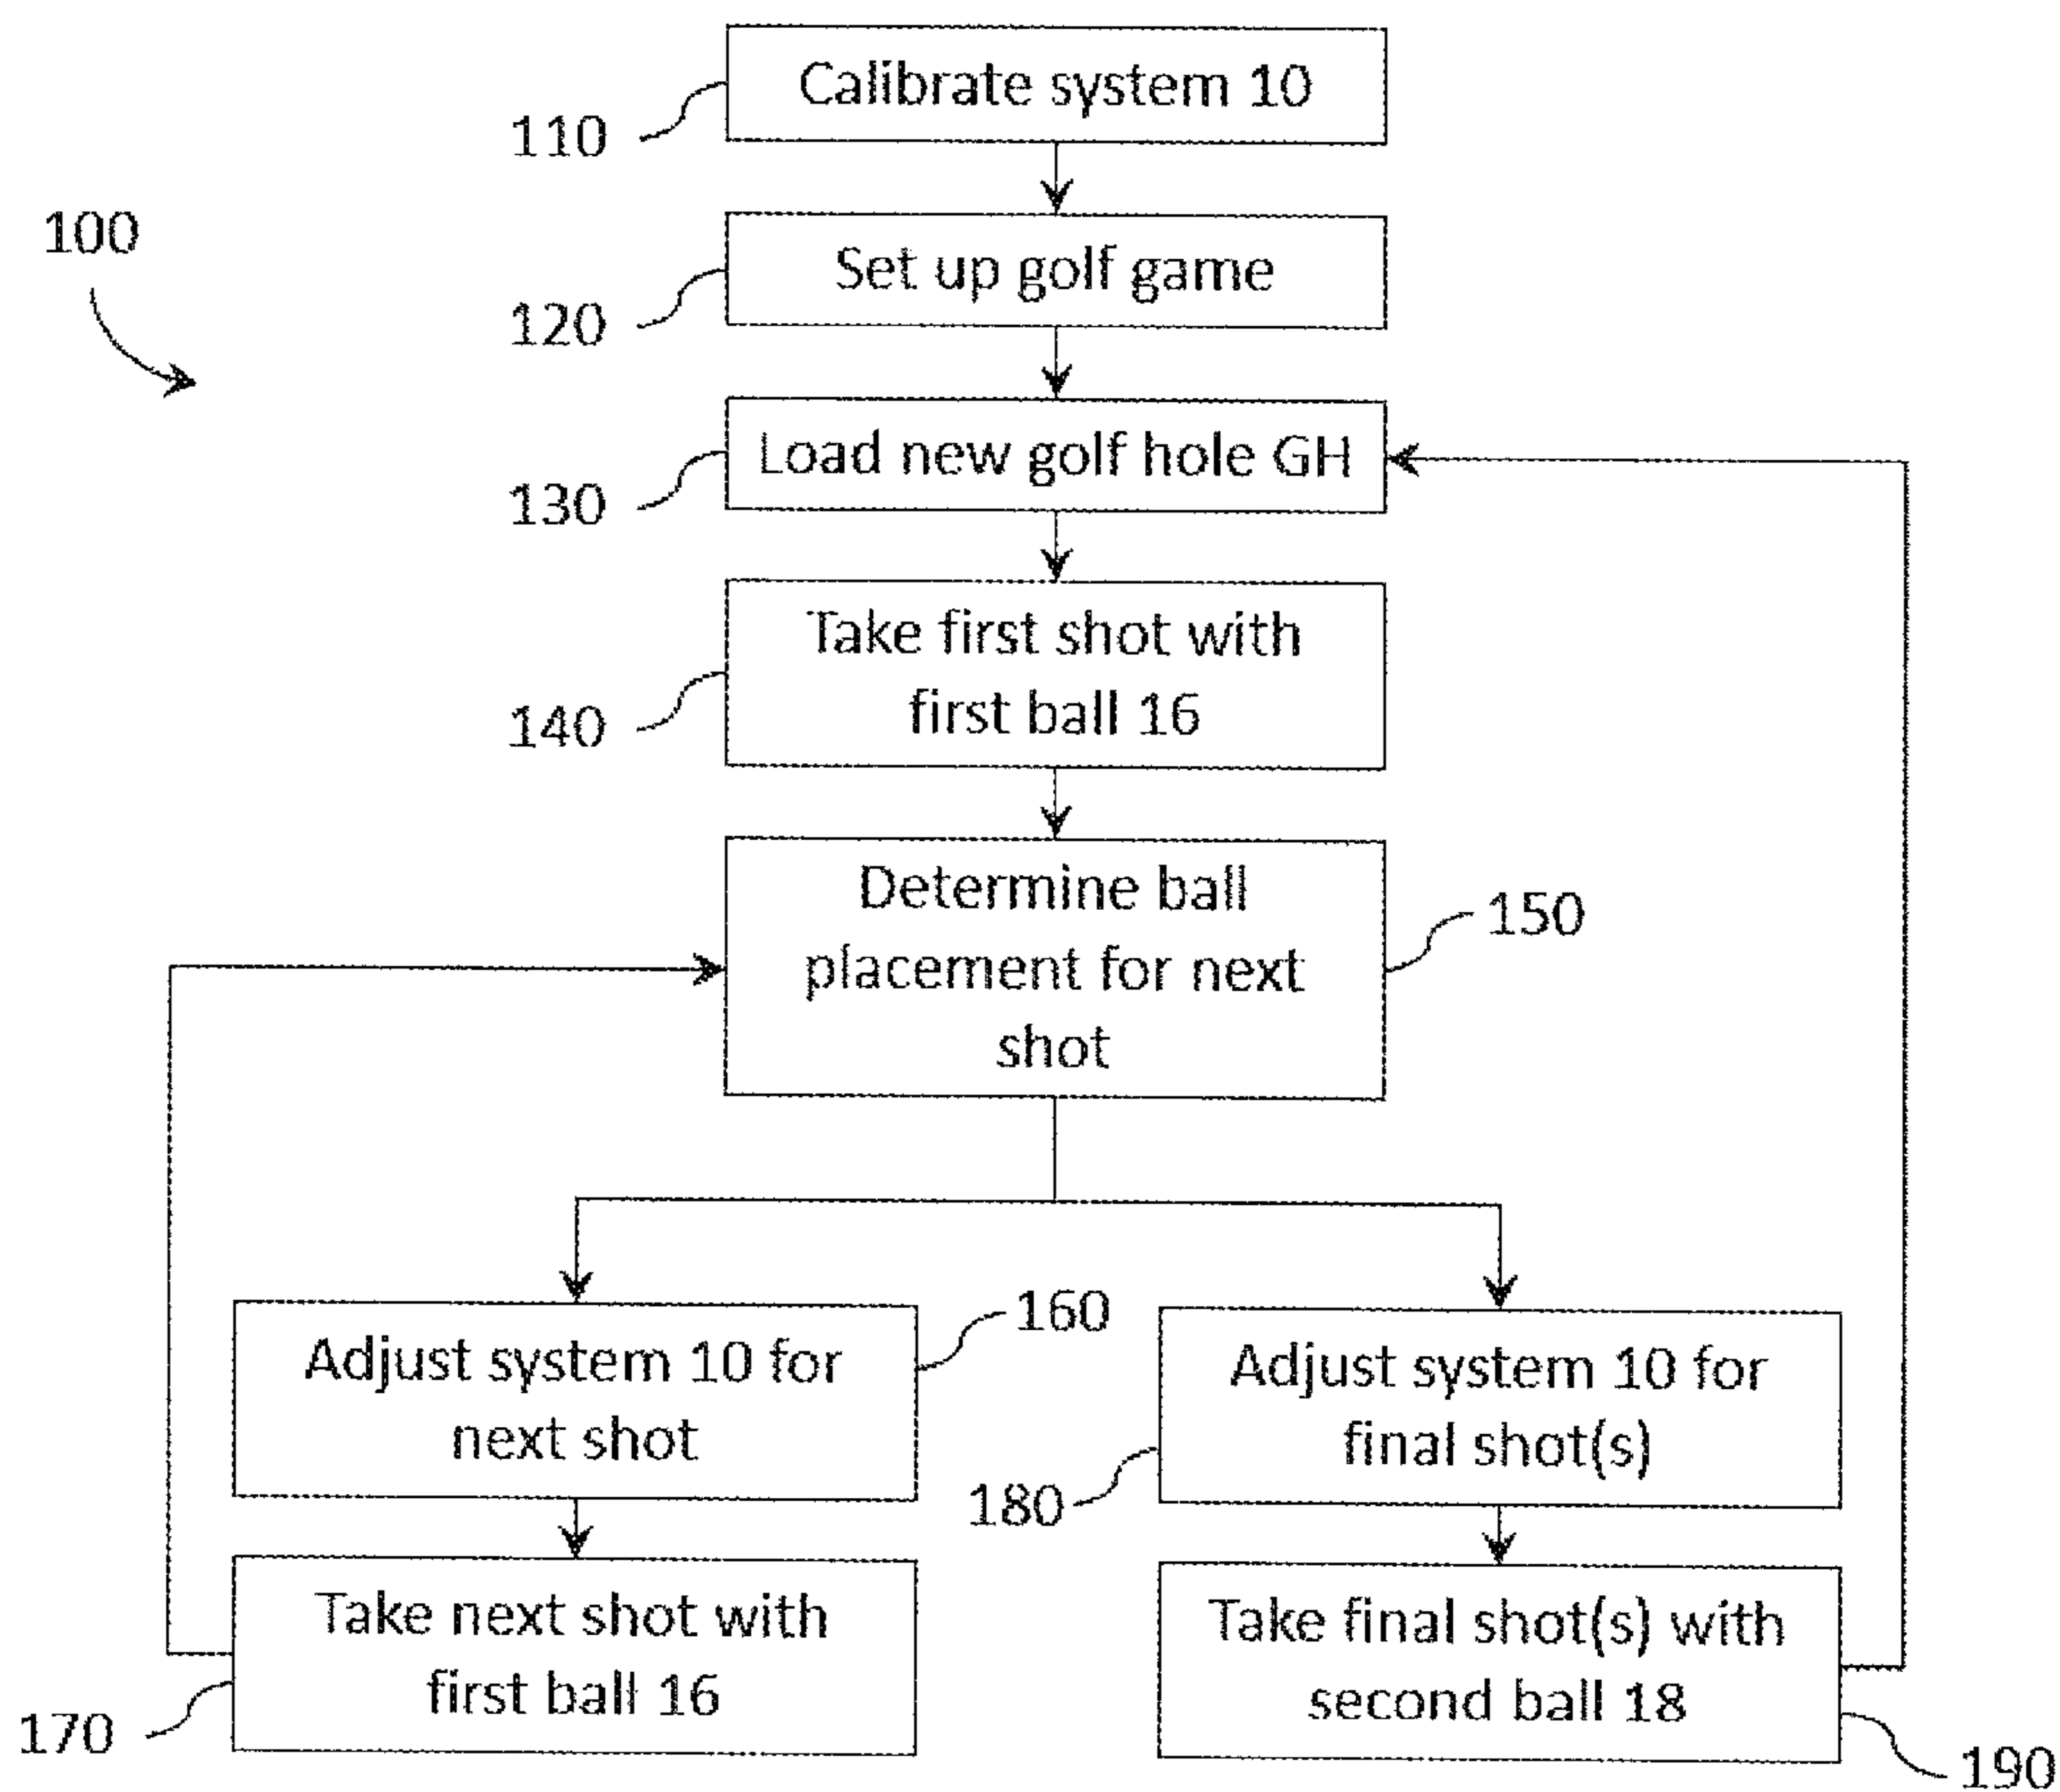 Calibrate system 10
110
100
Set up golf game
120
Load new golf hole GH
130
Take first shot with
first ball 16
140
Determine ball
placement for next
shot
150
160
Adjust system 10 for
next shot
Adjust system 10 for
final shot(s)
180
Take next shot with
first ball 16
170
Take final shot(s) with
second ball 18
190